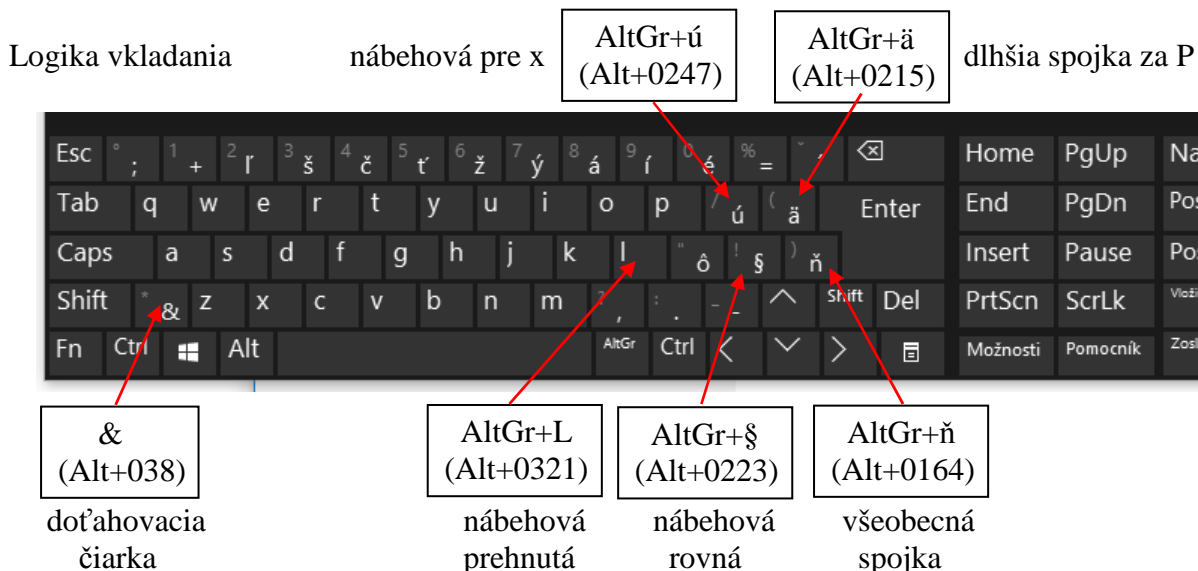 AltGr+ú AltGr+ä
Logika vkladania nábehová pre x (Alt+0247) (Alt+0215) dlhšia spojka za P
Esc ° ; 1 + 2 ľ 3 š 4 č 5 ť 6 ž 7 ý 8 á 9 í 0 é % = ˇ ´ Home PgUp
Tab q w e r t y u i o p / ú ( ä Enter End PgDn
Caps a s d f g h j k l " ô ! § ) ň Insert Pause
Shift * & z x c v b n m ? , : . _ - Shift Del PrtScn ScrLk
Fn Ctrl Alt AltGr Ctrl Možnosti Pomocník
& AltGr+L AltGr+§ AltGr+ň
(Alt+038) (Alt+0321) (Alt+0223) (Alt+0164)
doťahovacia nábehová nábehová všeobecná
čiarka prehnutá rovná spojka